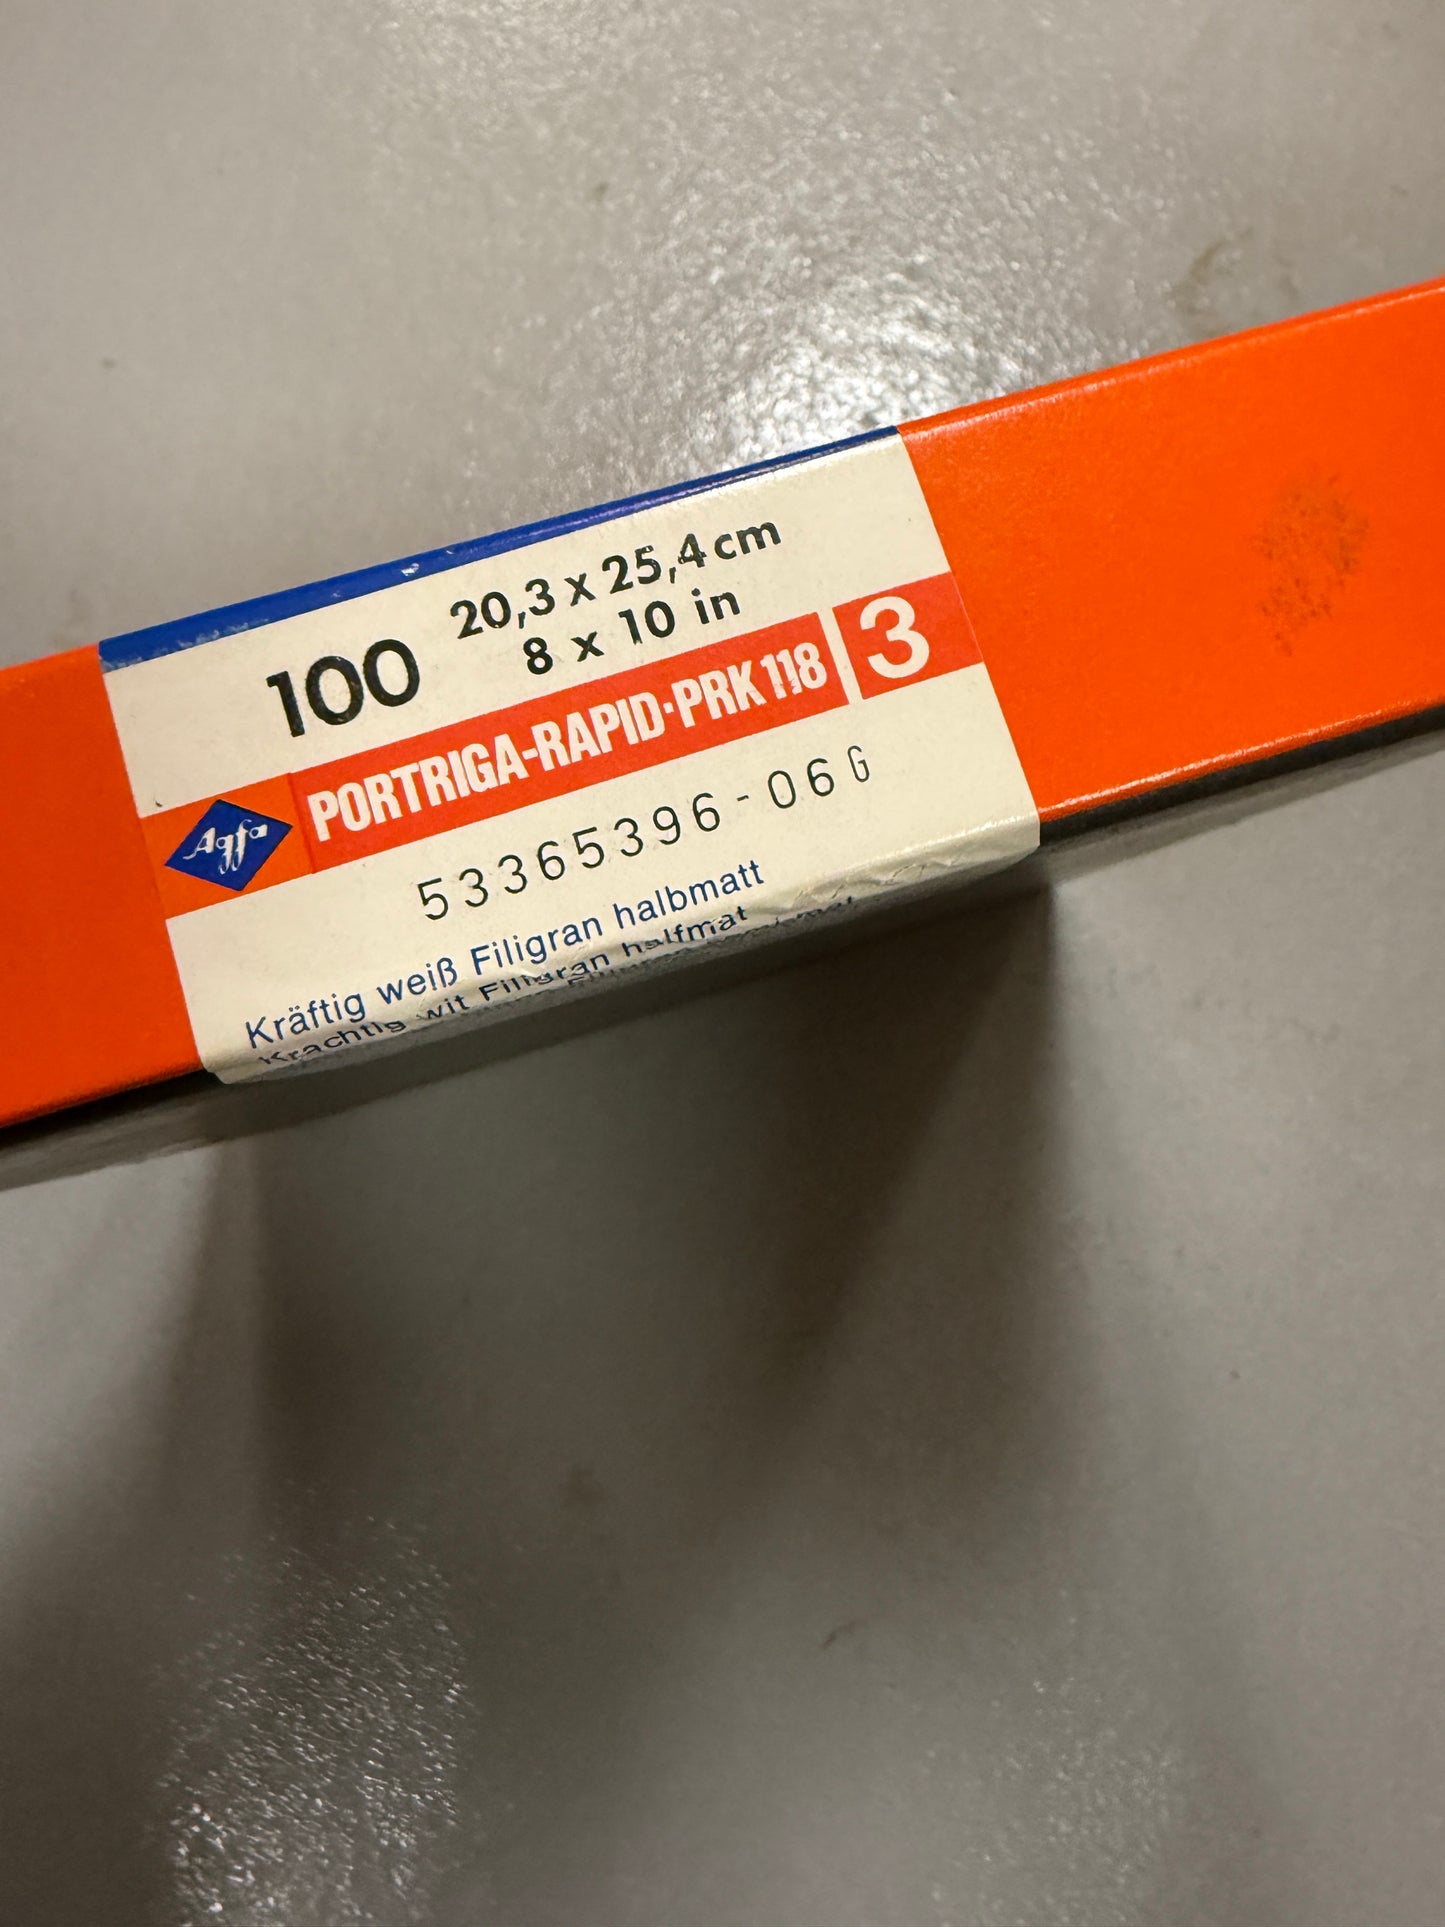 100
20,3 x 25,4 cm
8 x 10 in
Agfa
PORTRIGA-RAPID·PRK 118
3
53365396-06 G
Kräftig weiß Filigran halbmatt
Krachtig wit Filigran halfmat